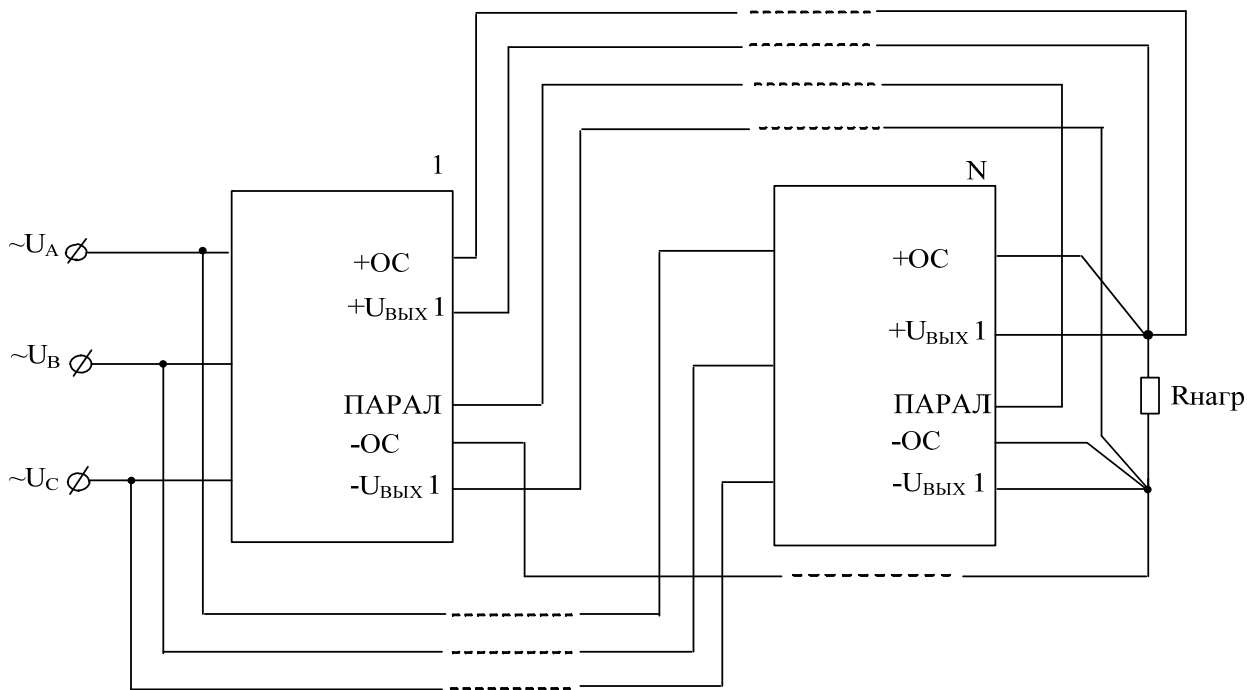 1
N
~UA
+ОС
+ОС
+UВЫХ 1
+UВЫХ 1
~UB
ПАРАЛ
ПАРАЛ
Rнагр
-ОС
-ОС
~UC
-UВЫХ 1
-UВЫХ 1